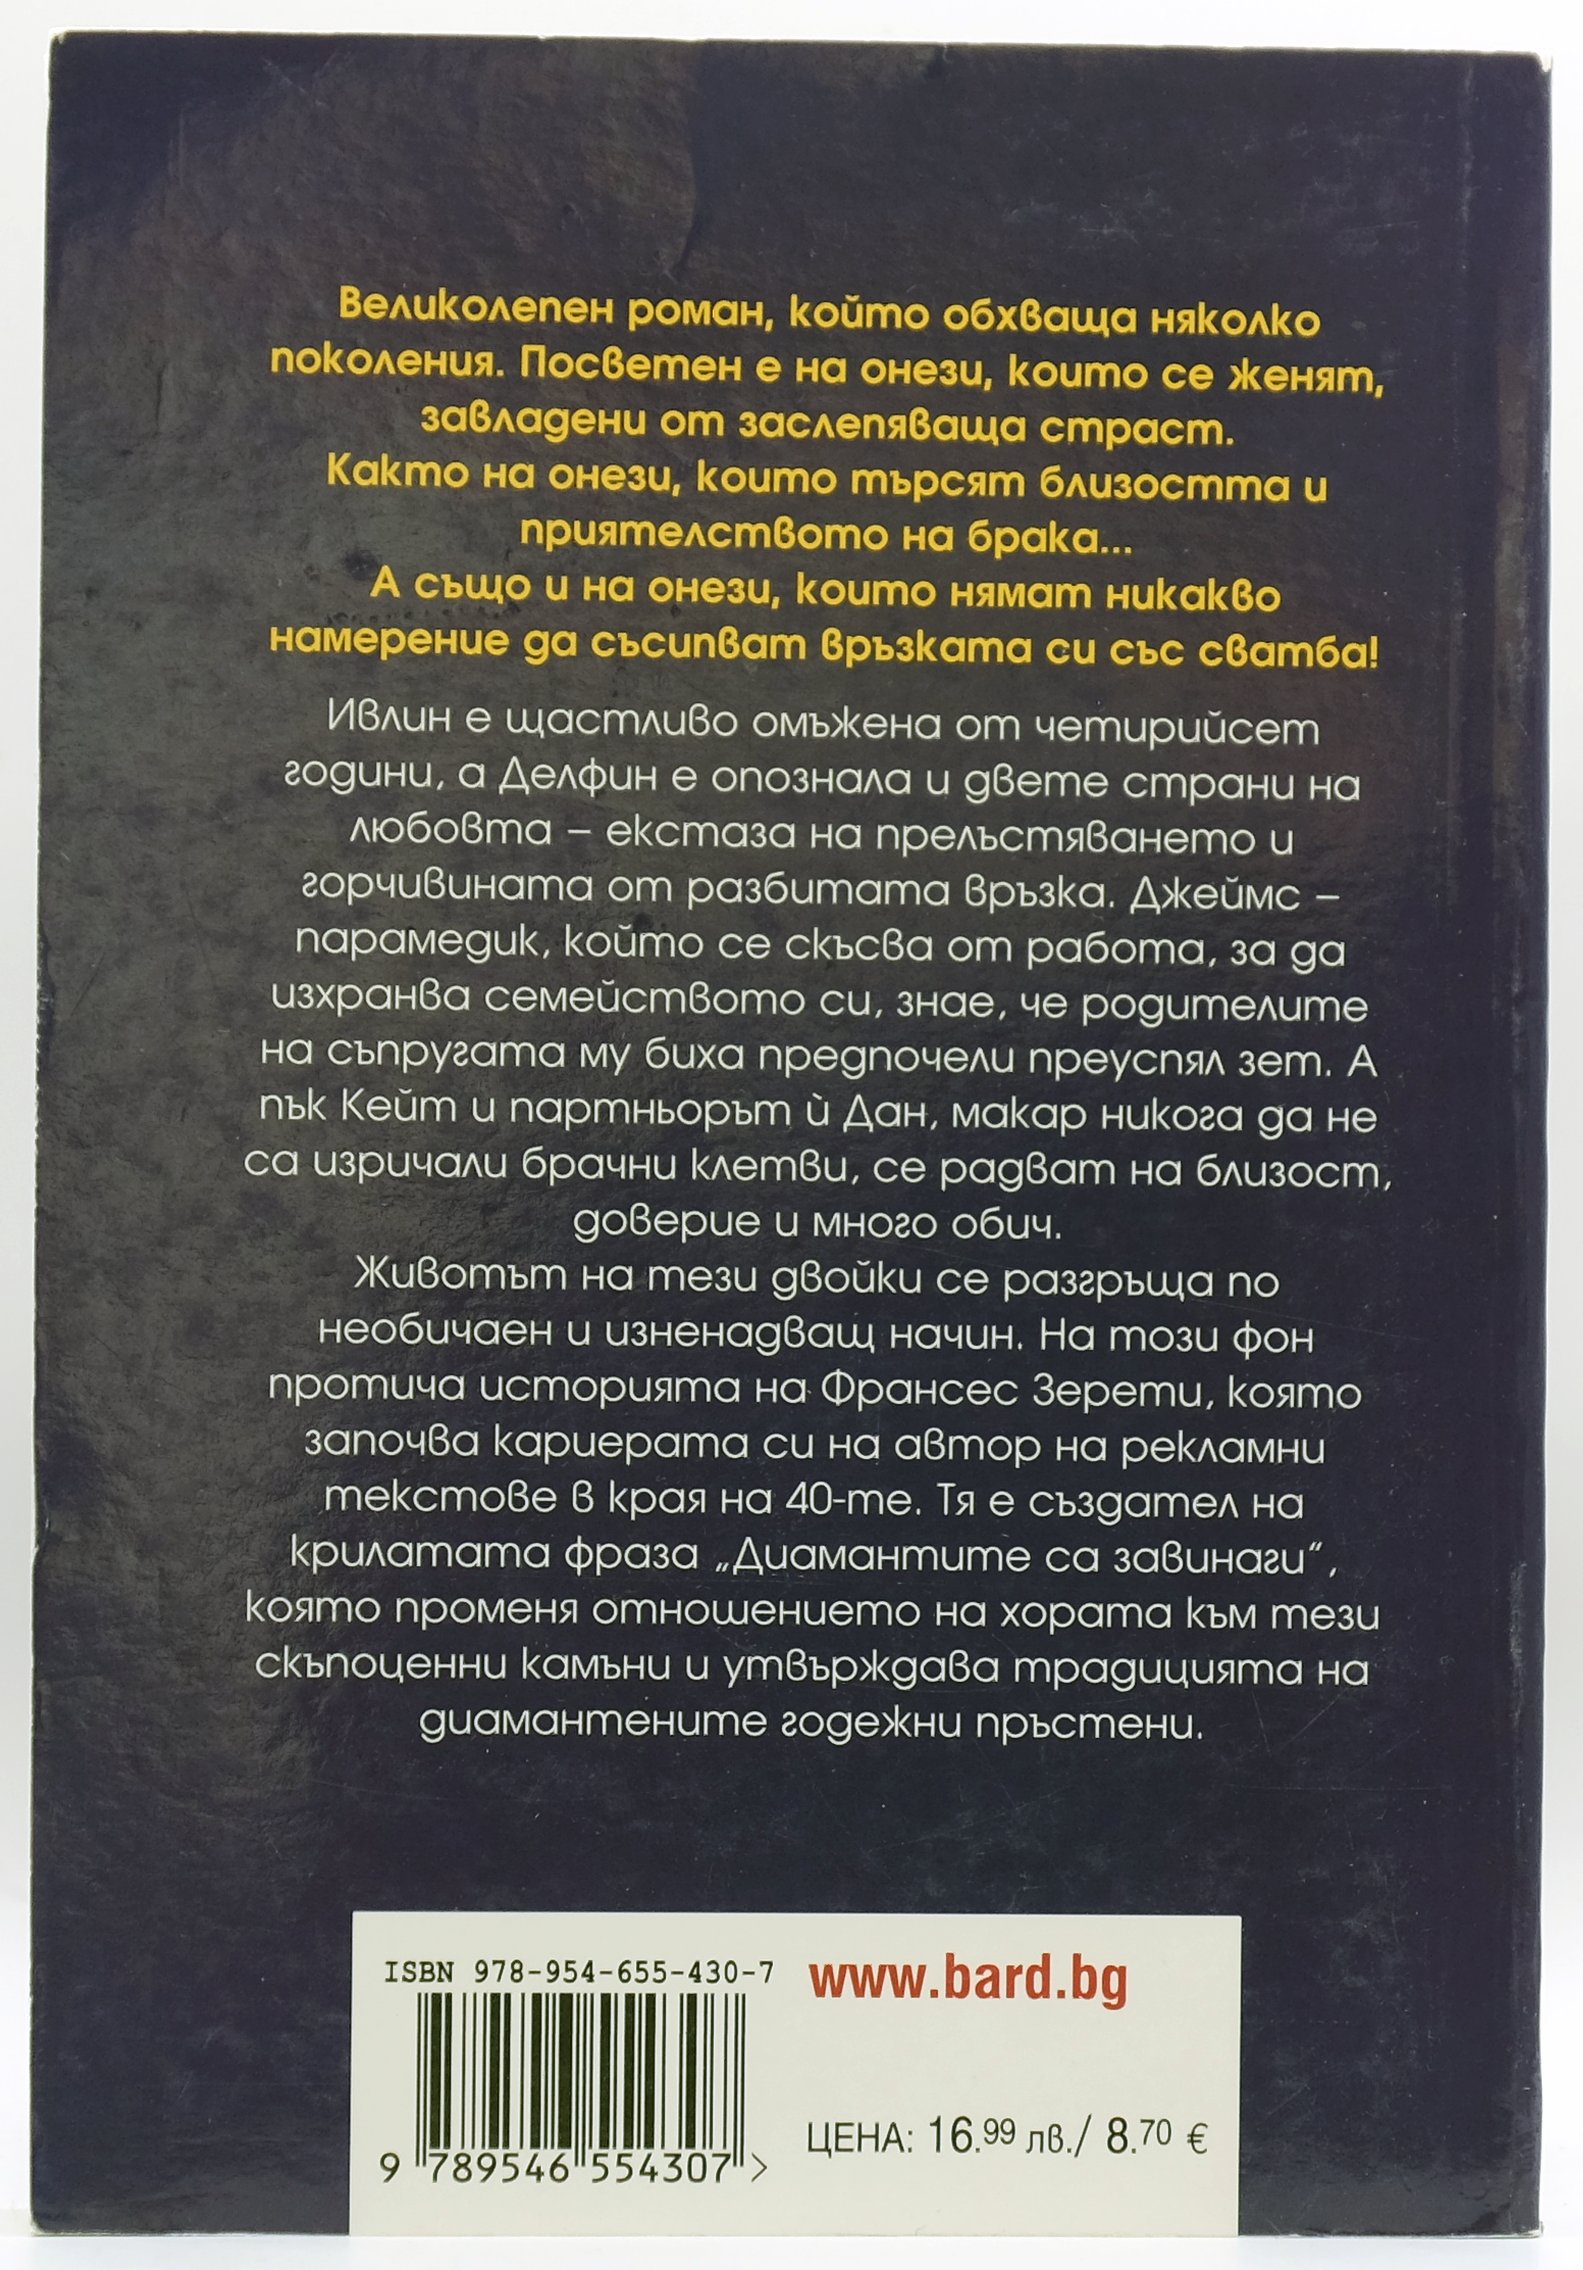 Великолепен роман, който обхваща няколко
поколения. Посветен е на онези, които се женят,
завладени от заслепяваща страст.
Както на онези, които търсят близостта и
приятелството на брака...
А също и на онези, които нямат никакво
намерение да съсипват връзката си със сватба!
Ивлин е щастливо омъжена от четирийсет
години, а Делфин е опознала и двете страни на
любовта – екстаза на прелъстяването и
горчивината от разбитата връзка. Джеймс –
парамедик, който се скъсва от работа, за да
изхранва семейството си, знае, че родителите
на съпругата му биха предпочели преуспял зет. А
пък Кейт и партньорът ѝ Дан, макар никога да не
са изричали брачни клетви, се радват на близост,
доверие и много обич.
Животът на тези двойки се разгръща по
необичаен и изненадващ начин. На този фон
протича историята на Франсес Зерети, която
започва кариерата си на автор на рекламни
текстове в края на 40-те. Тя е създател на
крилатата фраза „Диамантите са завинаги“,
която променя отношението на хората към тези
скъпоценни камъни и утвърждава традицията на
диамантените годежни пръстени.
ISBN 978-954-655-430-7
www.bard.bg
9 789546 554307 >
ЦЕНА: 16.99 лв./ 8.70 €